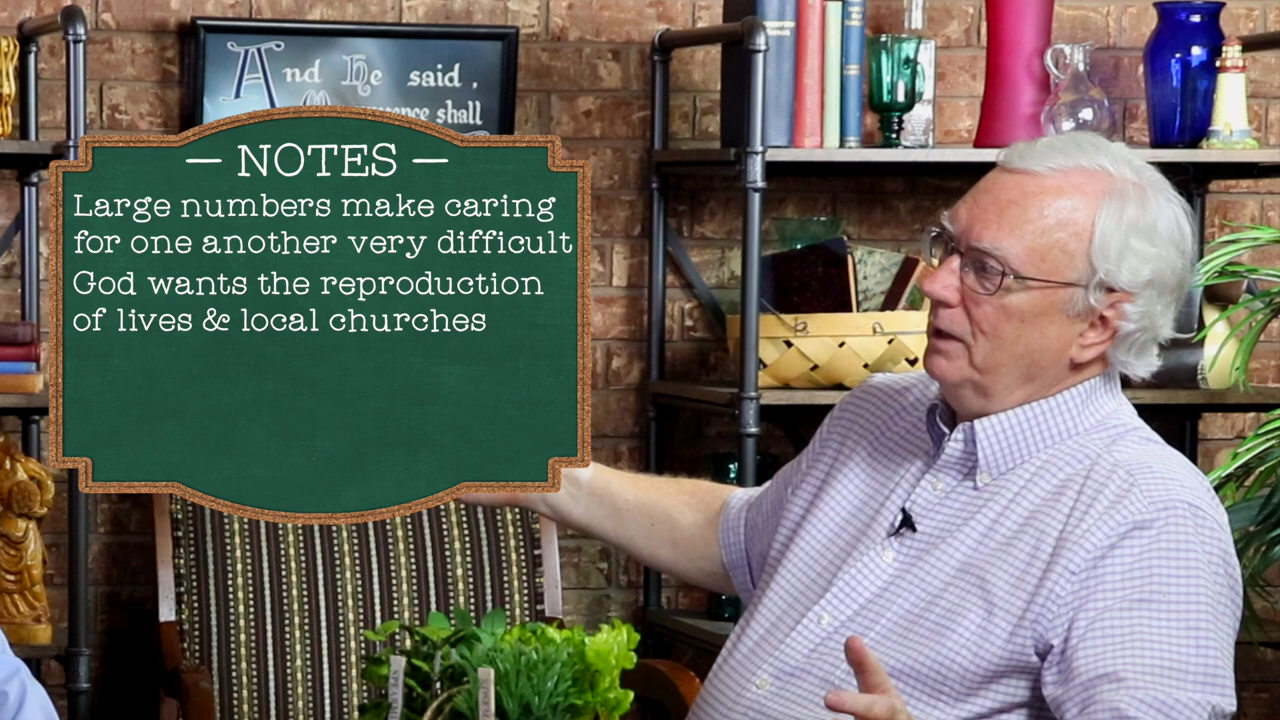 And He said,
shall
— NOTES —
Large numbers make caring
for one another very difficult
God wants the reproduction
of lives & local churches